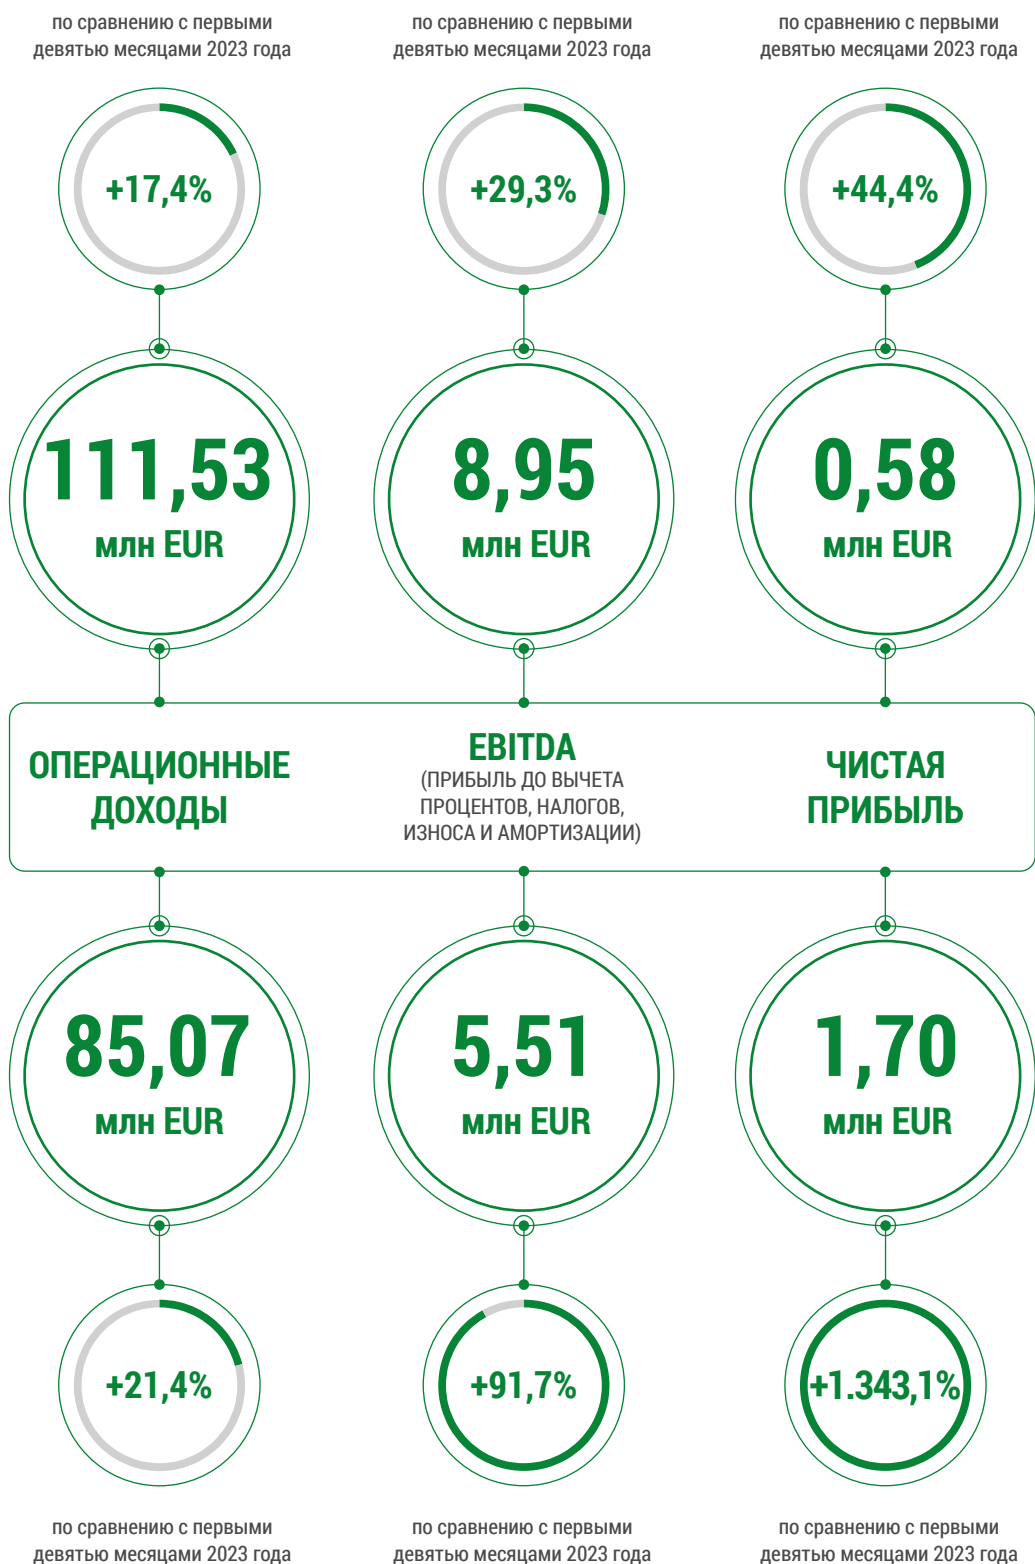 по сравнению с первыми
девятью месяцами 2023 года
по сравнению с первыми
девятью месяцами 2023 года
по сравнению с первыми
девятью месяцами 2023 года
+17,4%
+29,3%
+44,4%
111,53
млн EUR
8,95
млн EUR
0,58
млн EUR
ОПЕРАЦИОННЫЕ
ДОХОДЫ
EBITDA
(ПРИБЫЛЬ ДО ВЫЧЕТА
ПРОЦЕНТОВ, НАЛОГОВ,
ИЗНОСА И АМОРТИЗАЦИИ)
ЧИСТАЯ
ПРИБЫЛЬ
85,07
млн EUR
5,51
млн EUR
1,70
млн EUR
+21,4%
+91,7%
+1.343,1%
по сравнению с первыми
девятью месяцами 2023 года
по сравнению с первыми
девятью месяцами 2023 года
по сравнению с первыми
девятью месяцами 2023 года